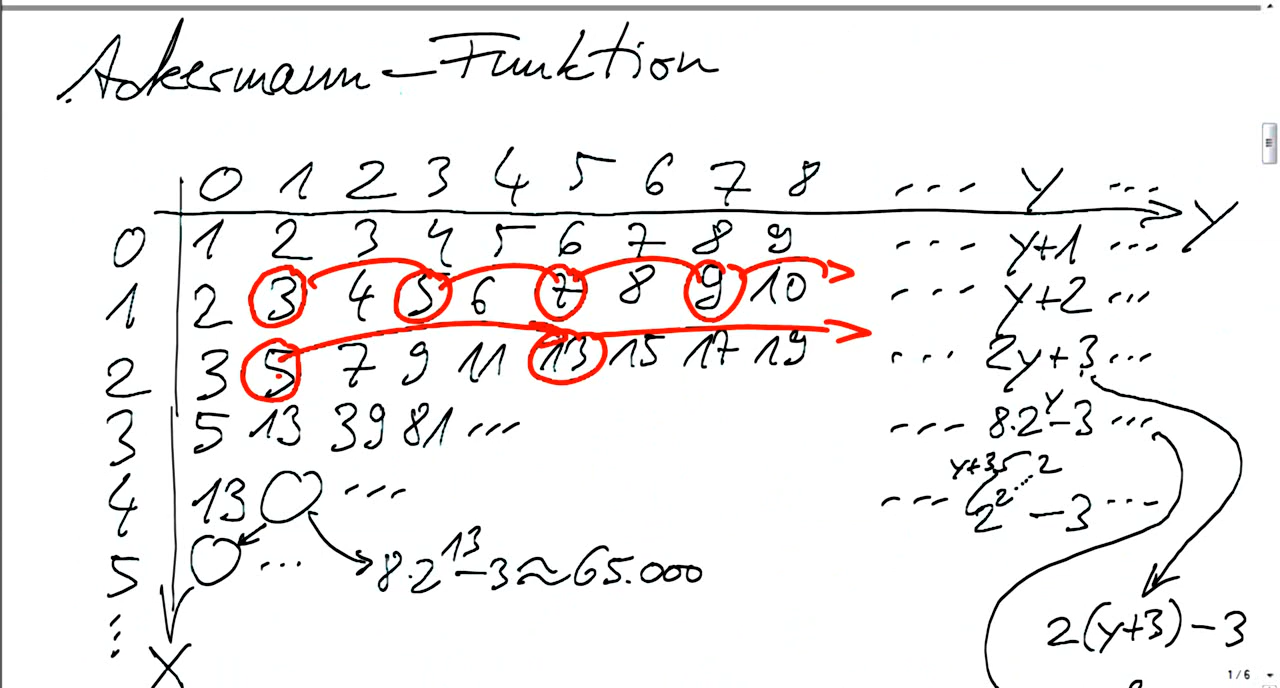 Ackermann-Funktion
0 1 2 3 4 5 6 7 8 --- y ... y
0 1 2 3 4 5 6 7 8 9 --- y+1 ...
1 2 3 4 5 6 7 8 9 10 --- y+2 ...
2 3 5 7 9 11 13 15 17 19 ... 2y+3 ...
3 5 13 39 81 ... --- 8·2^y-3 ...
y+3 2
4 13 ... --- 2^2 -3 ...
5 ... 8·2^13-3≈65.000
⋮
2(y+3)-3
x
1/6